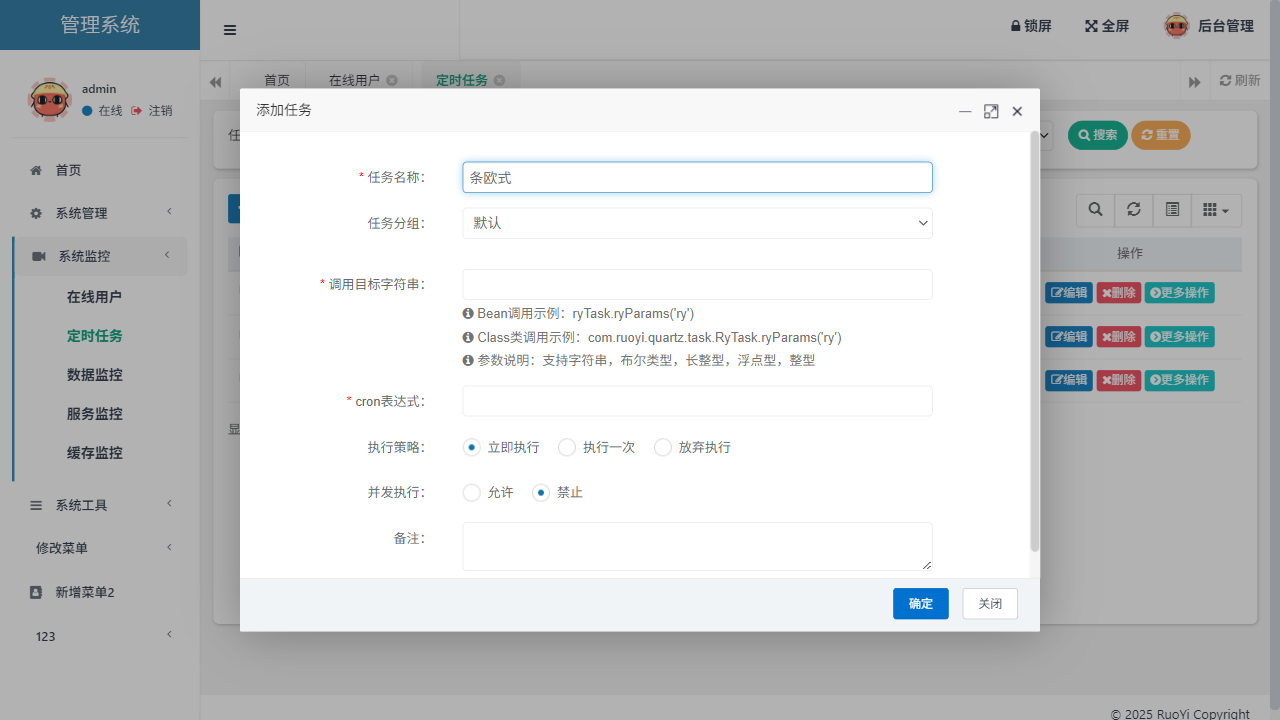 管理系统
锁屏
全屏
后台管理
admin
在线
注销
首页
在线用户
定时任务
刷新
任
搜索
重置
添加任务
* 任务名称：
条欧式
任务分组：
默认
* 调用目标字符串：
Bean调用示例：ryTask.ryParams('ry')
Class类调用示例：com.ruoyi.quartz.task.RyTask.ryParams('ry')
参数说明：支持字符串，布尔类型，长整型，浮点型，整型
* cron表达式：
执行策略：
立即执行
执行一次
放弃执行
并发执行：
允许
禁止
备注：
确定
关闭
首页
系统管理
系统监控
在线用户
定时任务
数据监控
服务监控
缓存监控
系统工具
修改菜单
新增菜单2
123
操作
编辑
删除
更多操作
编辑
删除
更多操作
编辑
删除
更多操作
显
© 2025 RuoYi Copyright